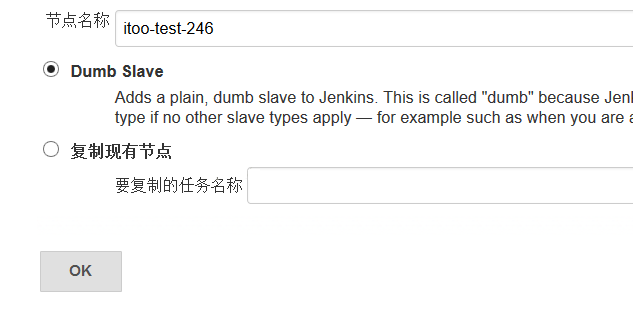 节点名称 itoo-test-246
Dumb Slave
Adds a plain, dumb slave to Jenkins. This is called "dumb" because
type if no other slave types apply — for example such as when you are
复制现有节点
要复制的任务名称
OK